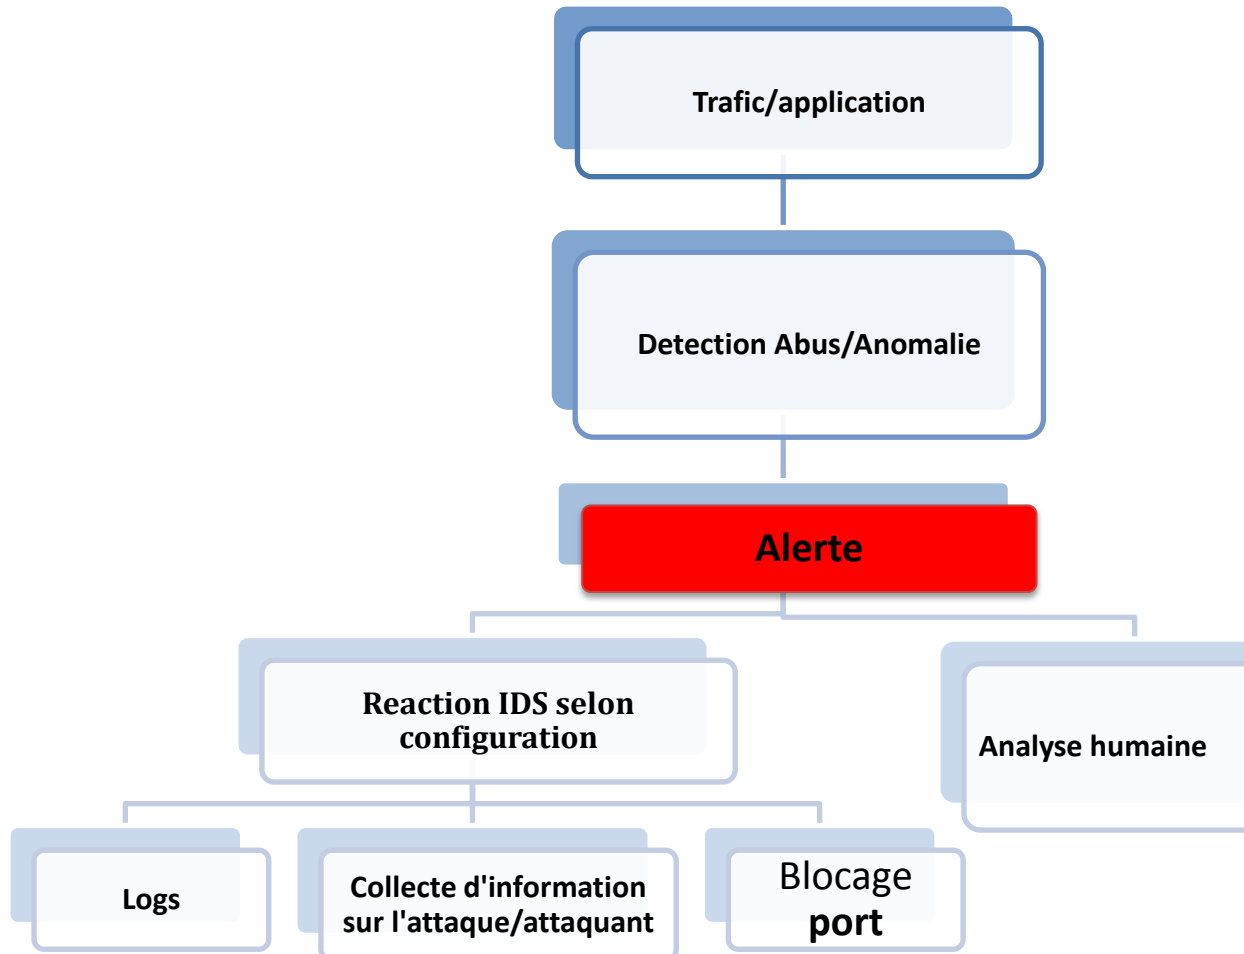 Trafic/application
Detection Abus/Anomalie
Alerte
Reaction IDS selon
configuration
Analyse humaine
Logs
Collecte d'information
sur l'attaque/attaquant
Blocage
port